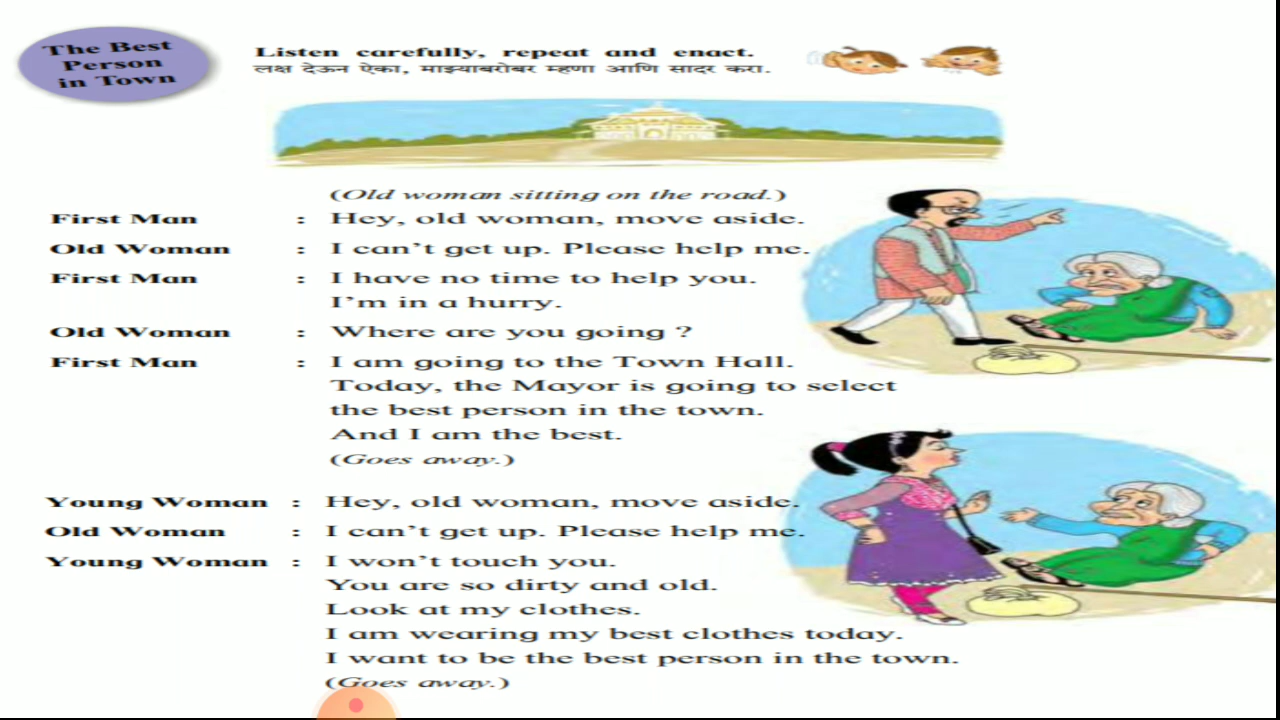 The Best
Person
in Town
Listen carefully, repeat and enact.
लक्ष देऊन ऐका, माझ्याबरोबर म्हणा आणि सादर करा.
(Old woman sitting on the road.)
First Man : Hey, old woman, move aside.
Old Woman : I can't get up. Please help me.
First Man : I have no time to help you.
I'm in a hurry.
Old Woman : Where are you going ?
First Man : I am going to the Town Hall.
Today, the Mayor is going to select
the best person in the town.
And I am the best.
(Goes away.)
Young Woman : Hey, old woman, move aside.
Old Woman : I can't get up. Please help me.
Young Woman : I won't touch you.
You are so dirty and old.
Look at my clothes.
I am wearing my best clothes today.
I want to be the best person in the town.
(Goes away.)